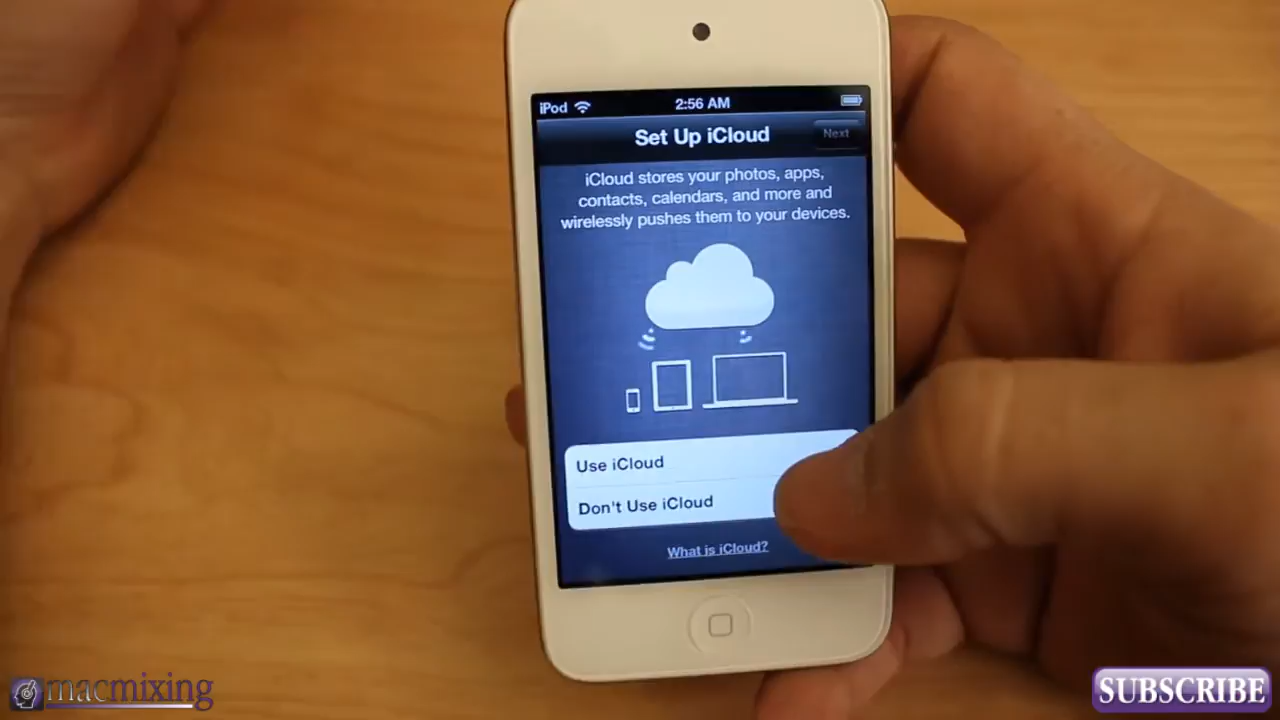 iPod
2:56 AM
Set Up iCloud
Next
iCloud stores your photos, apps,
contacts, calendars, and more and
wirelessly pushes them to your devices.
Use iCloud
Don't Use iCloud
What is iCloud?
macmixing
SUBSCRIBE